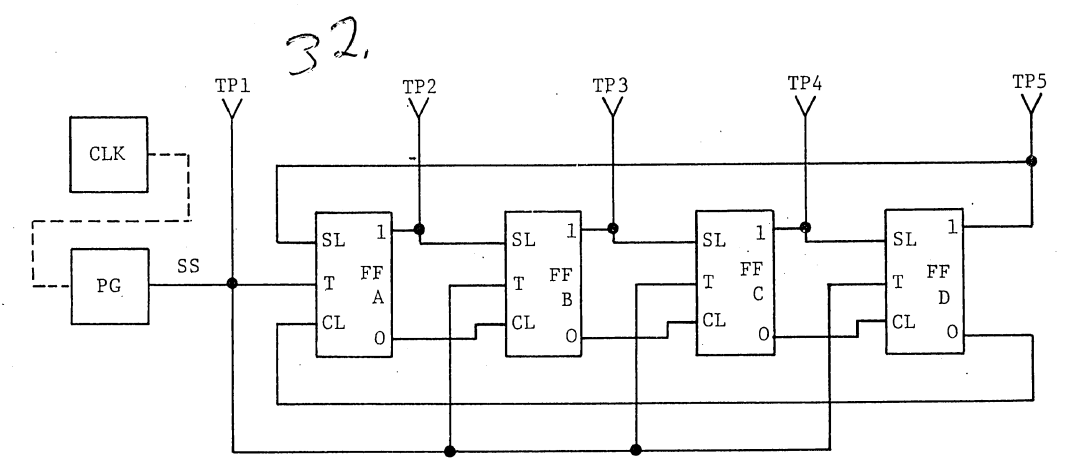 32.
TP1
TP2
TP3
TP4
TP5
CLK
PG
SS
SL
T
CL
1
FF
A
0
SL
T
CL
1
FF
B
0
SL
T
CL
1
FF
C
0
SL
T
CL
1
FF
D
0